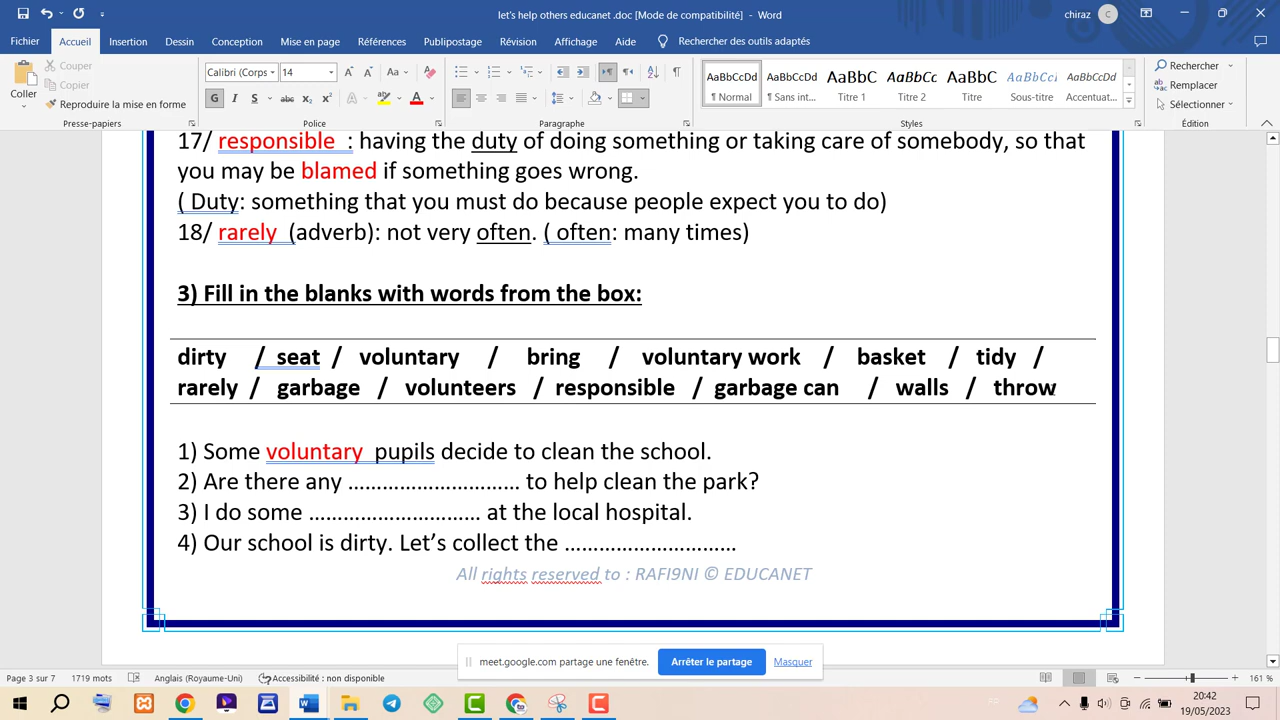 let's help others educanet .doc [Mode de compatibilité] - Word
chiraz C
Fichier Accueil Insertion Dessin Conception Mise en page Références Publipostage Révision Affichage Aide Rechercher des outils adaptés
Coller
Couper
Copier
Reproduire la mise en forme
Presse-papiers
Calibri (Corps 14
Police
Paragraphe
AaBbCcDd AaBbCcDd AaBbC AaBbCc AaBbC AaBbCcI AaBbCcDd
¶ Normal ¶ Sans int... Titre 1 Titre 2 Titre Sous-titre Accentuat...
Styles
Rechercher
Remplacer
Sélectionner
Édition
17/ responsible : having the duty of doing something or taking care of somebody, so that
you may be blamed if something goes wrong.
( Duty: something that you must do because people expect you to do)
18/ rarely (adverb): not very often. ( often: many times)
3) Fill in the blanks with words from the box:
dirty / seat / voluntary / bring / voluntary work / basket / tidy /
rarely / garbage / volunteers / responsible / garbage can / walls / throw
1) Some voluntary pupils decide to clean the school.
2) Are there any .............................. to help clean the park?
3) I do some .............................. at the local hospital.
4) Our school is dirty. Let’s collect the ..............................
All rights reserved to : RAFI9NI © EDUCANET
meet.google.com partage une fenêtre. Arrêter le partage Masquer
Page 3 sur 7 1719 mots Anglais (Royaume-Uni) Accessibilité : non disponible 161 %
20:42
19/05/2023